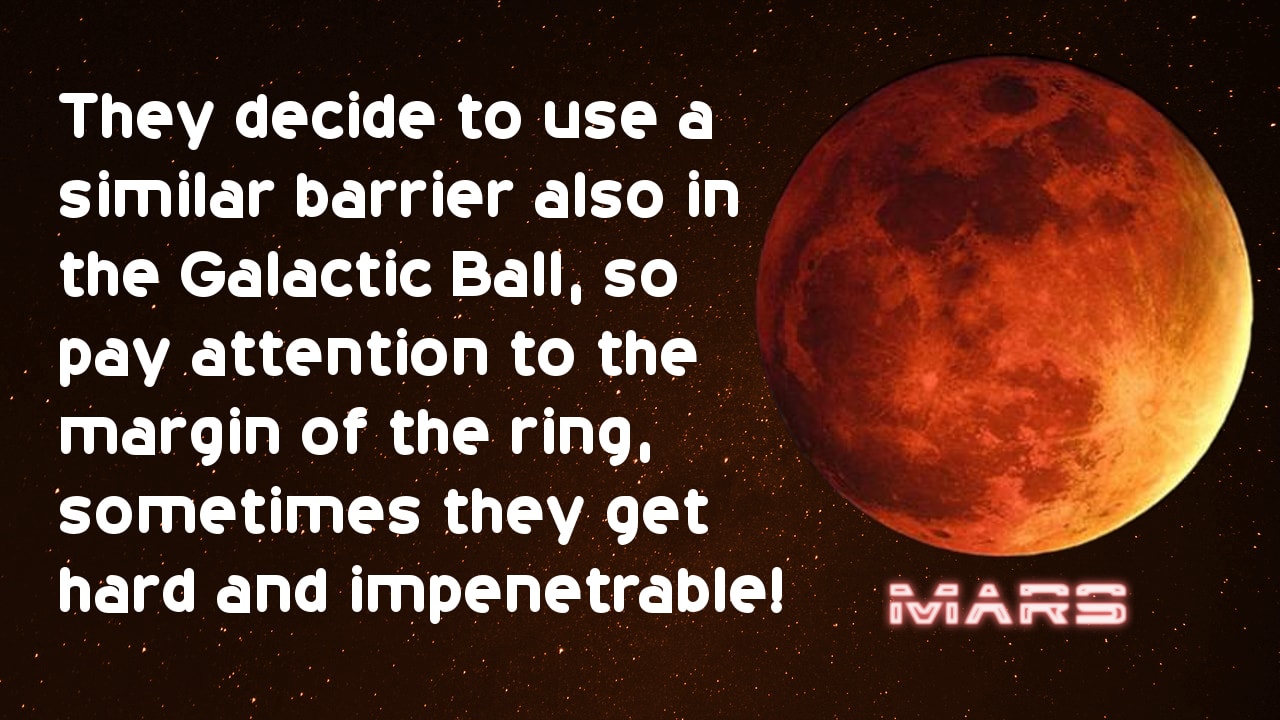 They decide to use a
similar barrier also in
the Galactic Ball, so
pay attention to the
margin of the ring,
sometimes they get
hard and impenetrable!
MARS